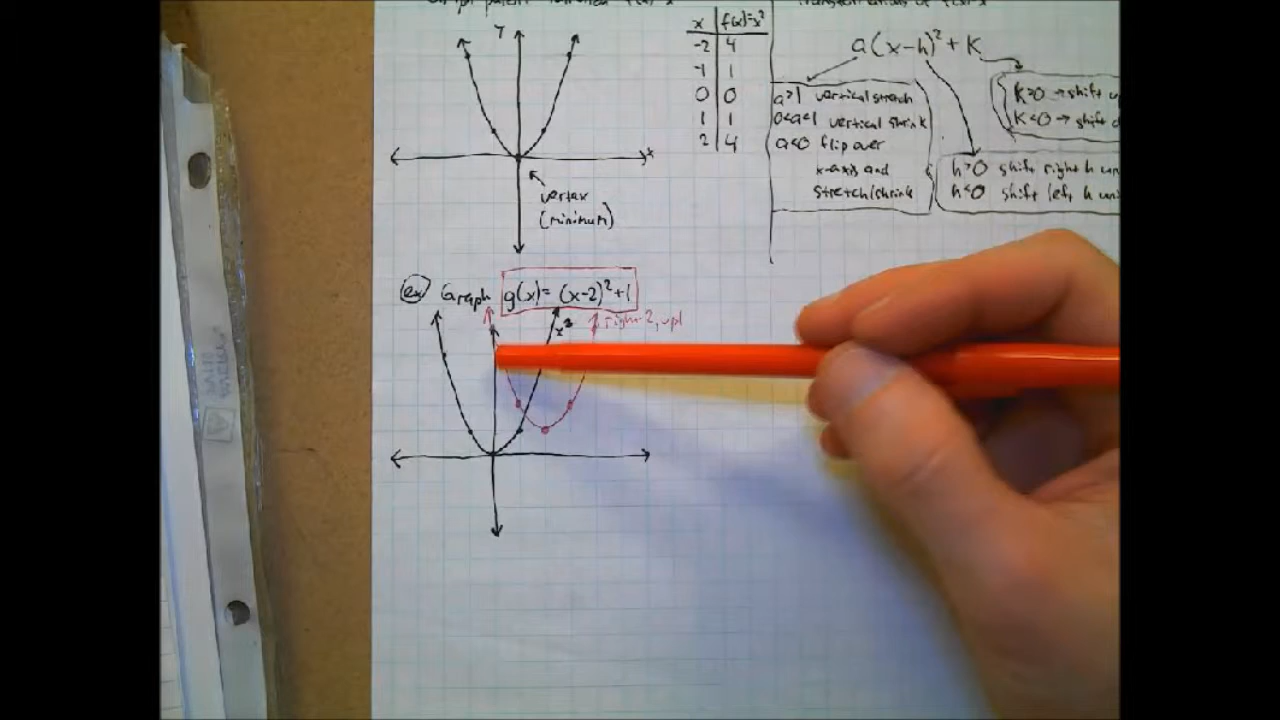 y
x
vertex
(minimum)
x f(x)=x²
-2 4
-1 1
0 0
1 1
2 4
a(x-h)²+K
a>1 vertical stretch
0<a<1 vertical shrink
a<0 flip over
x-axis and
stretch/shrink
K>0 → shift
K<0 → shift
h>0 shift right h
h<0 shift left h
ex Graph g(x)= (x-2)²+1
x²
right 2, up 1